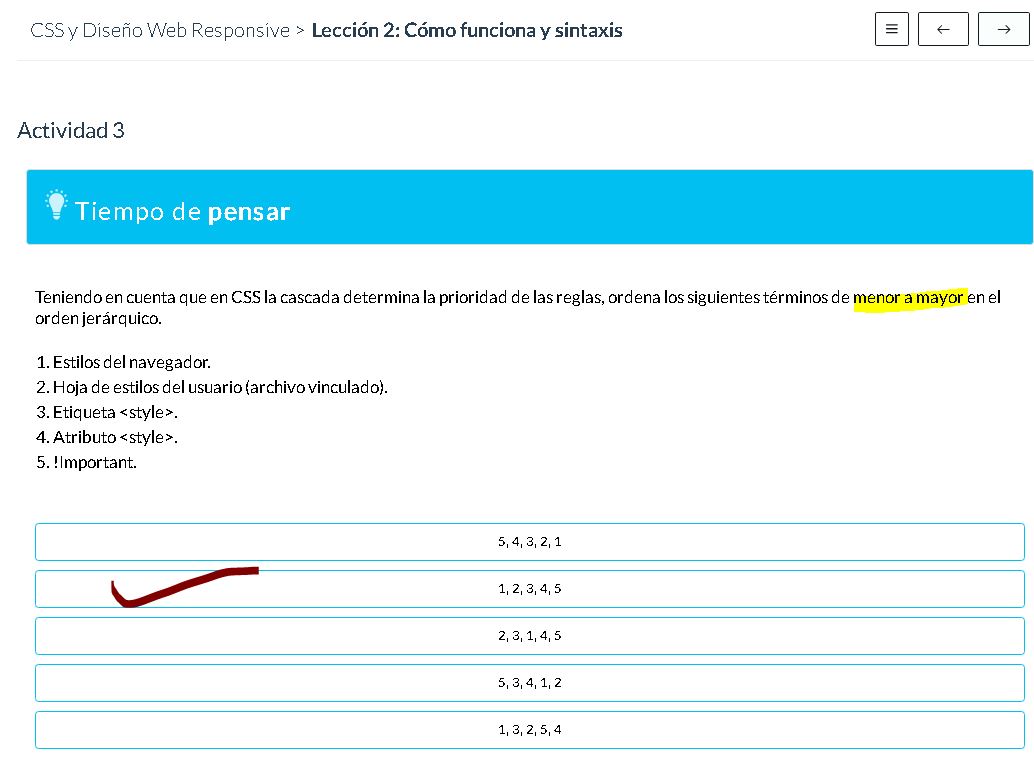 CSS y Diseño Web Responsive > Lección 2: Cómo funciona y sintaxis
Actividad 3
Tiempo de pensar
Teniendo en cuenta que en CSS la cascada determina la prioridad de las reglas, ordena los siguientes términos de menor a mayor en el
orden jerárquico.
1. Estilos del navegador.
2. Hoja de estilos del usuario (archivo vinculado).
3. Etiqueta <style>.
4. Atributo <style>.
5. !Important.
5, 4, 3, 2, 1
1, 2, 3, 4, 5
2, 3, 1, 4, 5
5, 3, 4, 1, 2
1, 3, 2, 5, 4